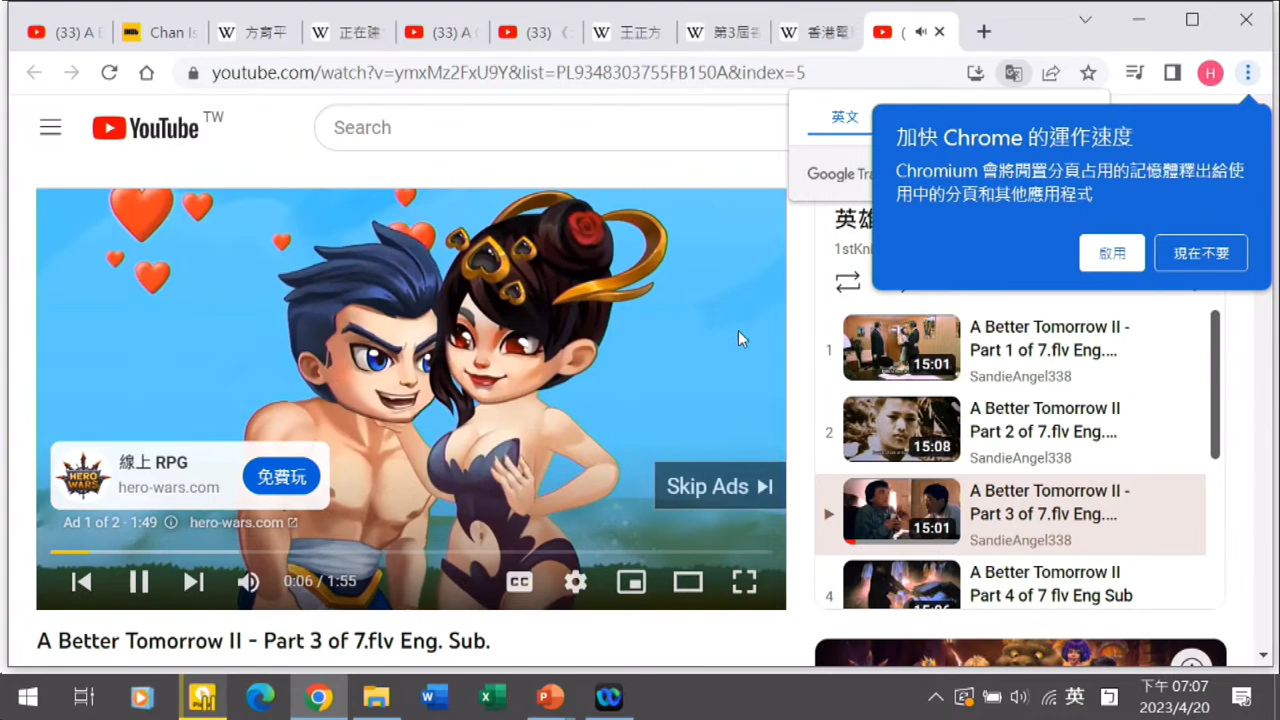 (33) A B
IMDb
Chan Is
W
方育平
W
正在建
(33) A (
(33) 《
W
王正方
W
第3屆香
W
香港電
(
youtube.com/watch?v=ymxMz2FxU9Y&list=PL9348303755FB150A&index=5
H
YouTube TW
Search
英文
Google Tra
加快 Chrome 的運作速度
Chromium 會將閒置分頁占用的記憶體釋出給使
用中的分頁和其他應用程式
啟用
現在不要
英雄
1stKni
1
A Better Tomorrow II -
Part 1 of 7.flv Eng....
SandieAngel338
15:01
2
A Better Tomorrow II
Part 2 of 7.flv Eng....
SandieAngel338
15:08
A Better Tomorrow II -
Part 3 of 7.flv Eng....
SandieAngel338
15:01
4
A Better Tomorrow II
Part 4 of 7 flv Eng Sub
HERO WARS
線上 RPG
hero-wars.com
免費玩
Skip Ads
Ad 1 of 2 · 1:49
hero-wars.com
0:06 / 1:55
CC
A Better Tomorrow II - Part 3 of 7.flv Eng. Sub.
英
下午 07:07
2023/4/20